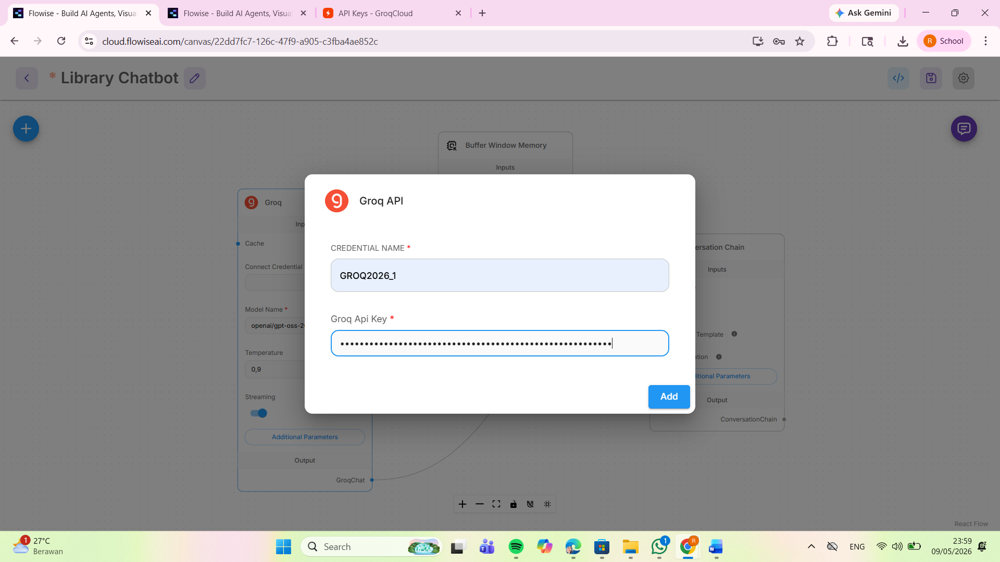 Flowise - Build AI Agents, Visual
Flowise - Build AI Agents, Visua
API Keys - GroqCloud
Ask Gemini
cloud.flowiseai.com/canvas/22dd7fc7-126c-47f9-a905-c3fba4ae852c
R
School
* Library Chatbot
Buffer Window Memory
Inputs
Groq
Inp
Cache
Connect Credential
Model Name *
openai/gpt-oss-20
Temperature
0,9
Streaming
Additional Parameters
Output
GroqChat
Groq API
CREDENTIAL NAME *
GROQ2026_1
Groq Api Key *
••••••••••••••••••••••••••••••••••••••••••••••••••••••••
Add
ersation Chain
Inputs
Template
ation
ditional Parameters
Output
ConversationChain
React Flow
1
27°C
Berawan
Search
1
R
ENG
23:59
09/05/2026